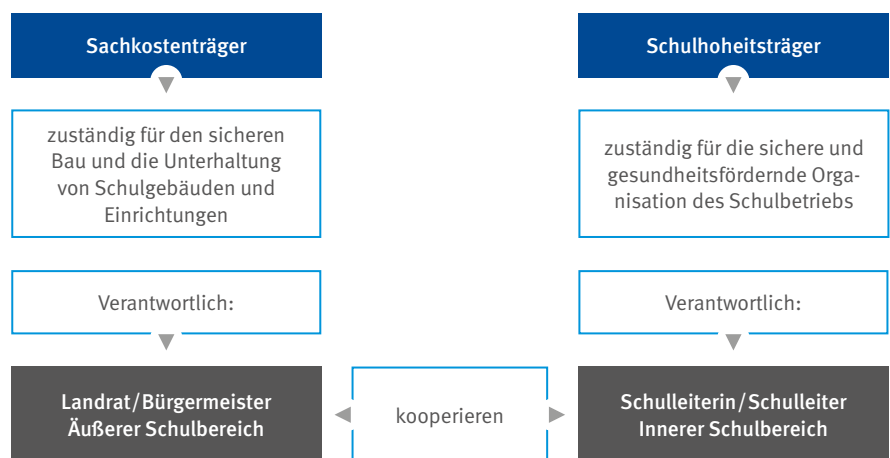 Sachkostenträger
zuständig für den sicheren
Bau und die Unterhaltung
von Schulgebäuden und
Einrichtungen
Verantwortlich:
Landrat/Bürgermeister
Äußerer Schulbereich
kooperieren
Schulhoheitsträger
zuständig für die sichere und
gesundheitsfördernde Orga-
nisation des Schulbetriebs
Verantwortlich:
Schulleiterin/Schulleiter
Innerer Schulbereich